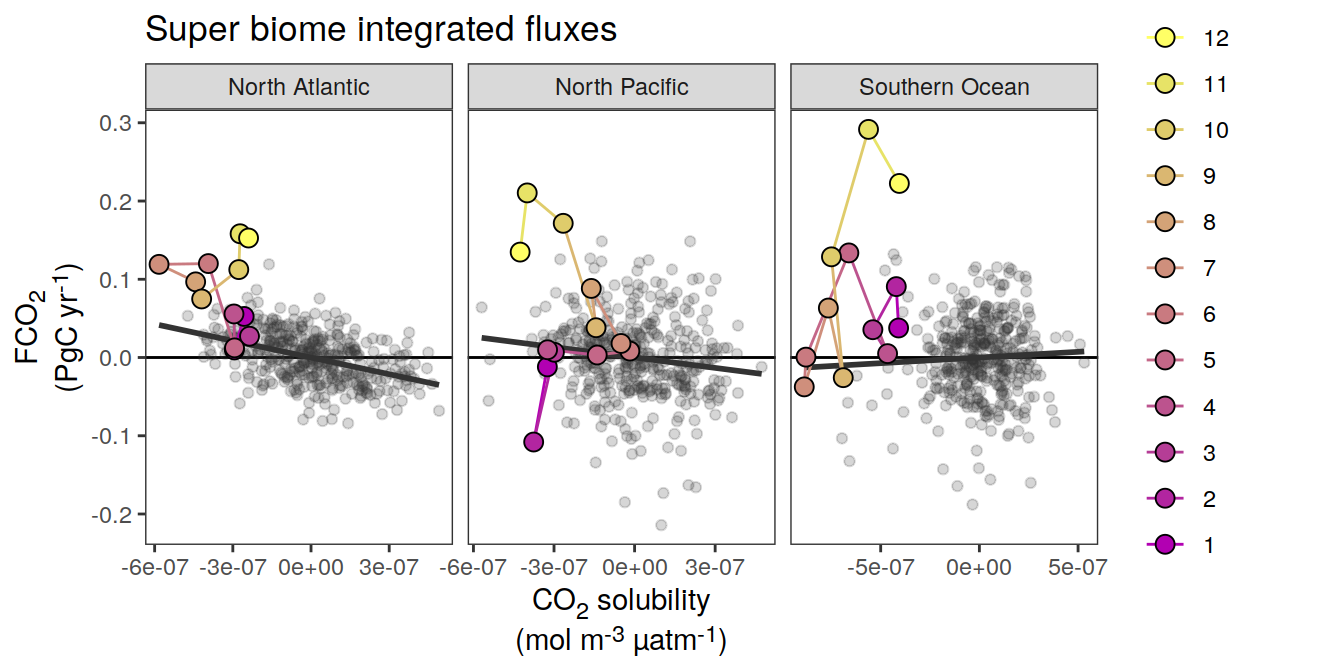 Super biome integrated fluxes
North Atlantic
North Pacific
Southern Ocean
FCO₂
(PgC yr⁻¹)
0.3
0.2
0.1
0.0
-0.1
-0.2
-6e-07 -3e-07 0e+00 3e-07
-6e-07 -3e-07 0e+00 3e-07
-5e-07 0e+00 5e-07
CO₂ solubility
(mol m⁻³ µatm⁻¹)
12
11
10
9
8
7
6
5
4
3
2
1